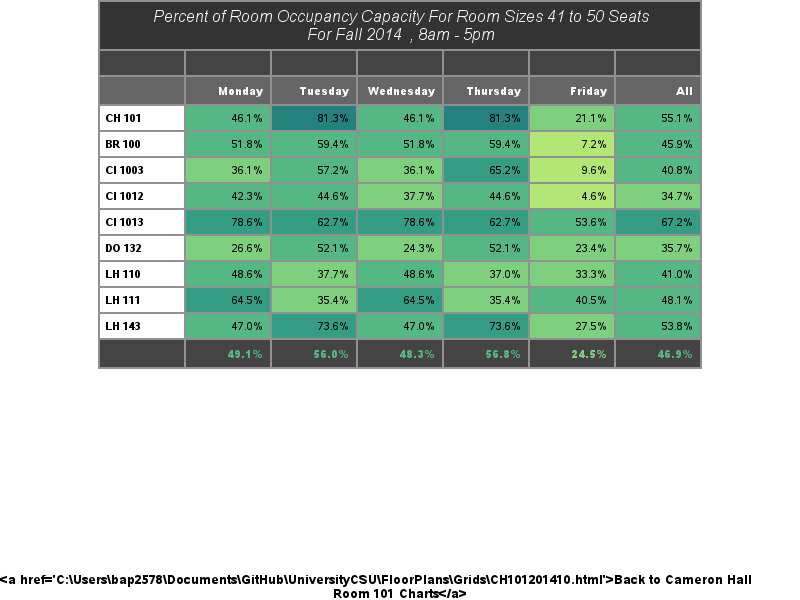 Percent of Room Occupancy Capacity For Room Sizes 41 to 50 Seats
For Fall 2014 , 8am - 5pm
Monday Tuesday Wednesday Thursday Friday All
CH 101 46.1% 81.3% 46.1% 81.3% 21.1% 55.1%
BR 100 51.8% 59.4% 51.8% 59.4% 7.2% 45.9%
CI 1003 36.1% 57.2% 36.1% 65.2% 9.6% 40.8%
CI 1012 42.3% 44.6% 37.7% 44.6% 4.6% 34.7%
CI 1013 78.6% 62.7% 78.6% 62.7% 53.6% 67.2%
DO 132 26.6% 52.1% 24.3% 52.1% 23.4% 35.7%
LH 110 48.6% 37.7% 48.6% 37.0% 33.3% 41.0%
LH 111 64.5% 35.4% 64.5% 35.4% 40.5% 48.1%
LH 143 47.0% 73.6% 47.0% 73.6% 27.5% 53.8%
49.1% 56.0% 48.3% 56.8% 24.5% 46.9%
<a href='C:\Users\bap2578\Documents\GitHub\UniversityCSU\FloorPlans\Grids\CH101201410.html'>Back to Cameron Hall
Room 101 Charts</a>